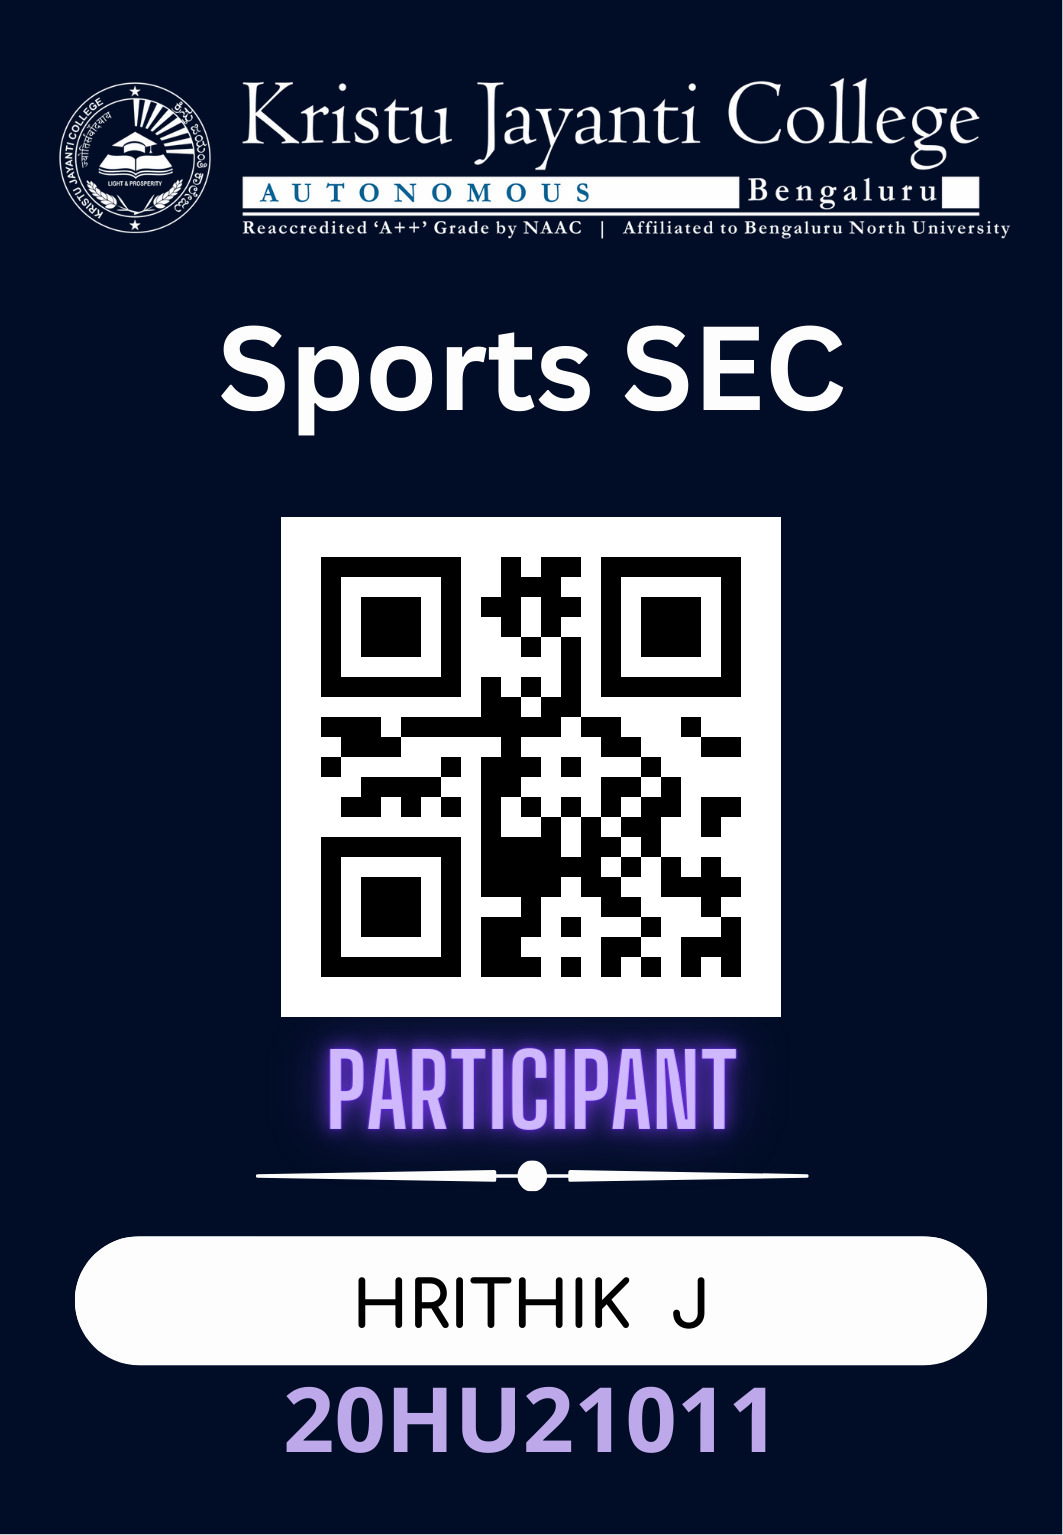 Kristu Jayanti College
AUTONOMOUS Bengaluru
Reaccredited ‘A++’ Grade by NAAC | Affiliated to Bengaluru North University
KRISTU JAYANTI COLLEGE
ಕ್ರಿಸ್ತು ಜಯಂತಿ ಕಾಲೇಜು
LIGHT & PROSPERITY
Sports SEC
PARTICIPANT
HRITHIK J
20HU21011